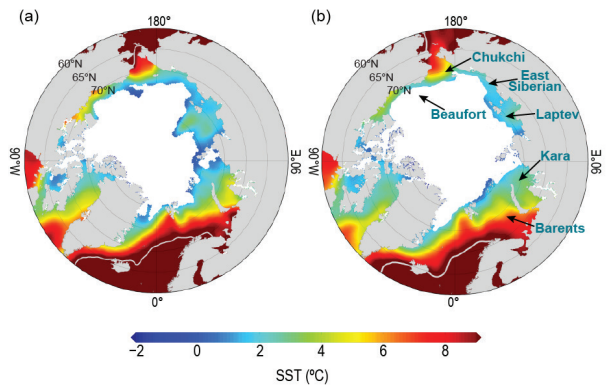 (a)
180°
60°N
65°N
70°N
90°W
0°
(b)
180°
Chukchi
East
Siberian
Beaufort
Laptev
Kara
Barents
90°W
90°E
0°
60°N
65°N
70°N
−2
0
2
4
6
8
SST (ºC)